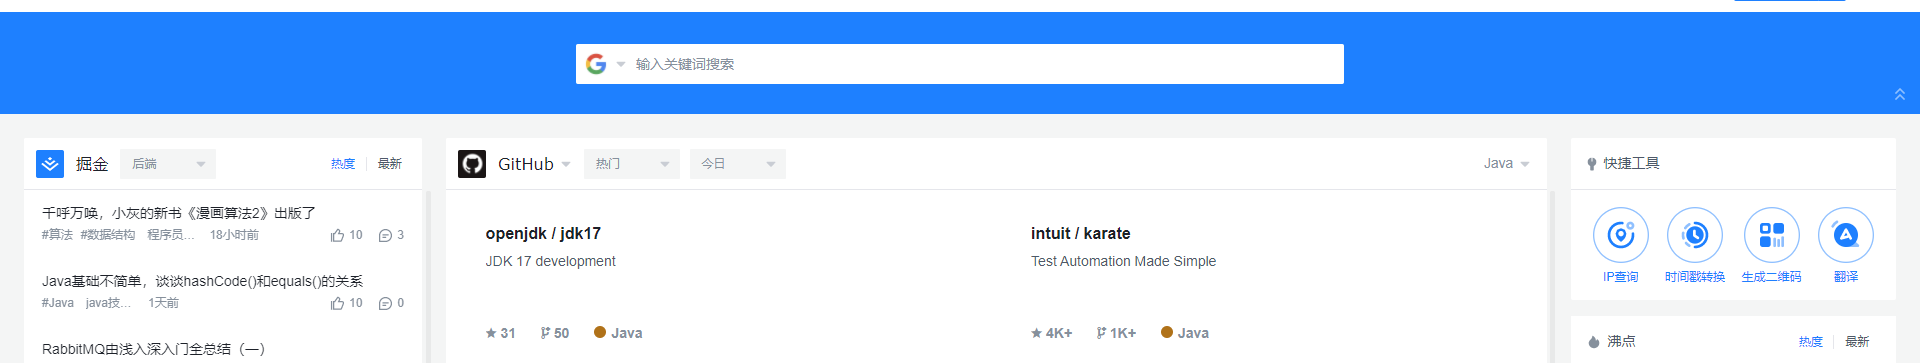 输入关键词搜索
掘金
后端
热度
最新
千呼万唤，小灰的新书《漫画算法2》出版了
#算法 #数据结构 程序员... 18小时前 10 3
Java基础不简单，谈谈hashCode()和equals()的关系
#Java java技... 1天前 10 0
RabbitMQ由浅入深入门全总结（一）
GitHub
热门
今日
Java
openjdk / jdk17
JDK 17 development
31 50 Java
intuit / karate
Test Automation Made Simple
4K+ 1K+ Java
快捷工具
IP查询
时间戳转换
生成二维码
翻译
沸点
热度
最新